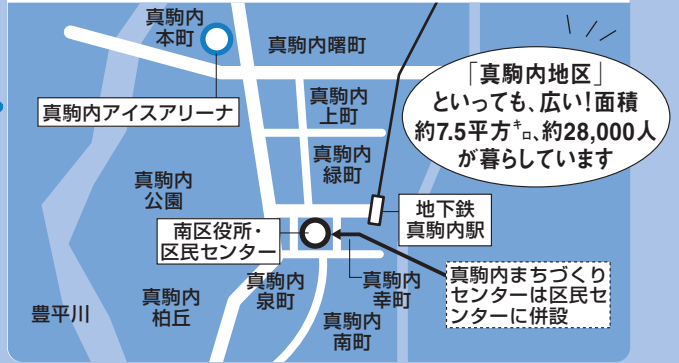 真駒内
本町
真駒内曙町
真駒内アイスアリーナ
真駒内
上町
「真駒内地区」
といっても、広い!面積
約7.5平方㌔、約28,000人
が暮らしています
真駒内
緑町
真駒内
公園
地下鉄
真駒内駅
南区役所・
区民センター
真駒内
泉町
真駒内
幸町
真駒内まちづくり
センターは区民セ
ンターに併設
豊平川
真駒内
柏丘
真駒内
南町